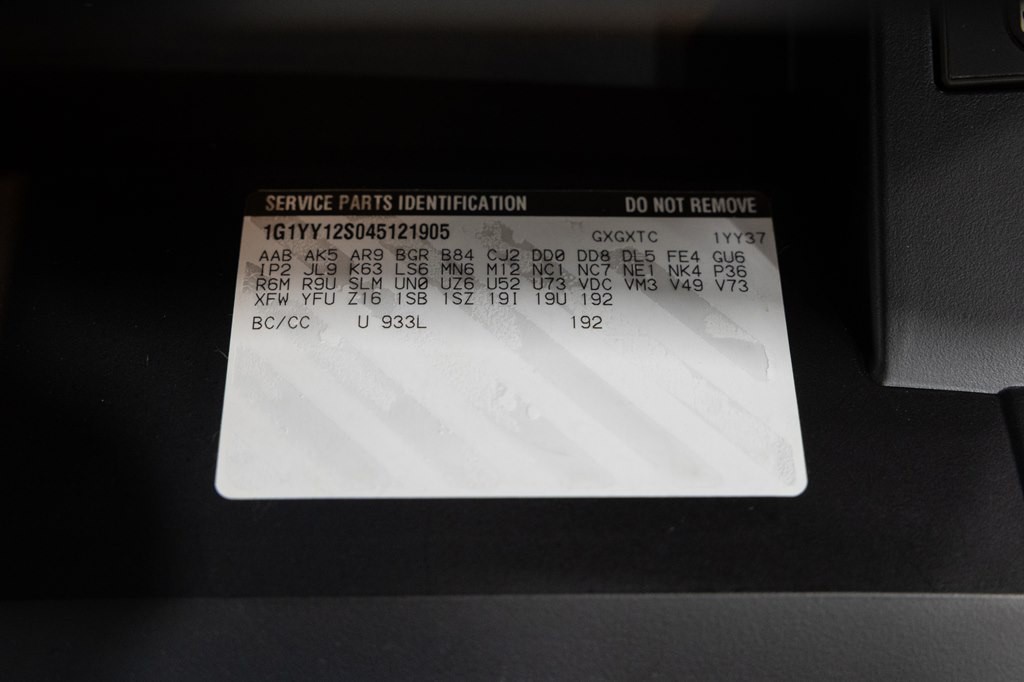 SERVICE PARTS IDENTIFICATION DO NOT REMOVE
1G1YY12S045121905 GXGXTC 1YY37
AAB AK5 AR9 BGR B84 CJ2 DD0 DD8 DL5 FE4 GU6
IP2 JL9 K63 LS6 MN6 M12 NC1 NC7 NE1 NK4 P36
R6M R9U SLM UN0 UZ6 U52 U73 VDC VM3 V49 V73
XFW YFU Z16 1SB 1SZ 19I 19U 192
BC/CC U 933L 192